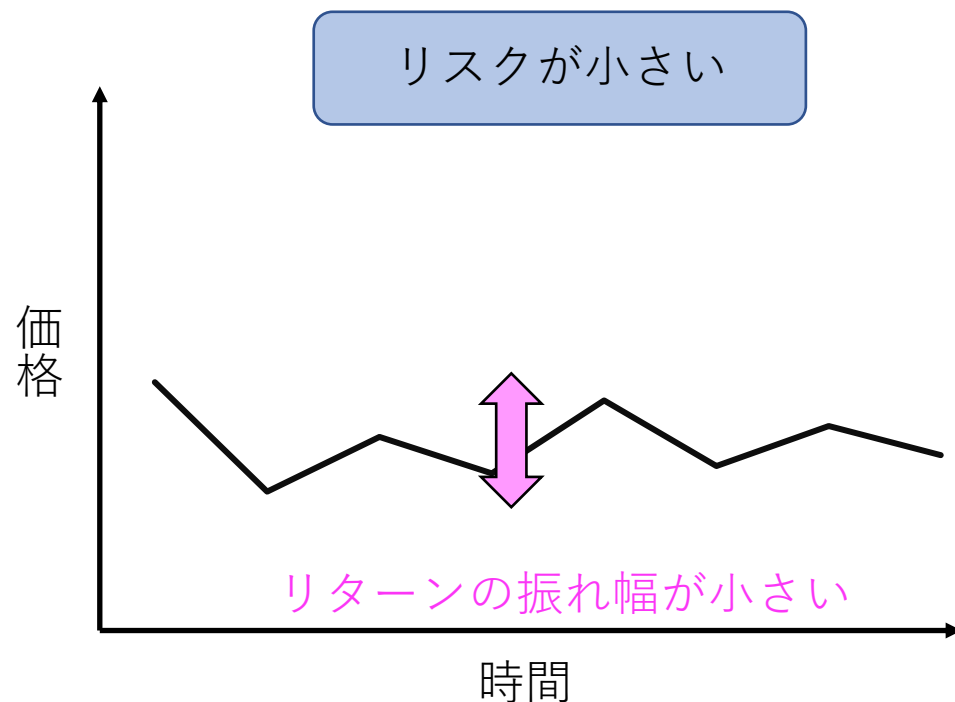 リスクが小さい
価格
リターンの振れ幅が小さい
時間